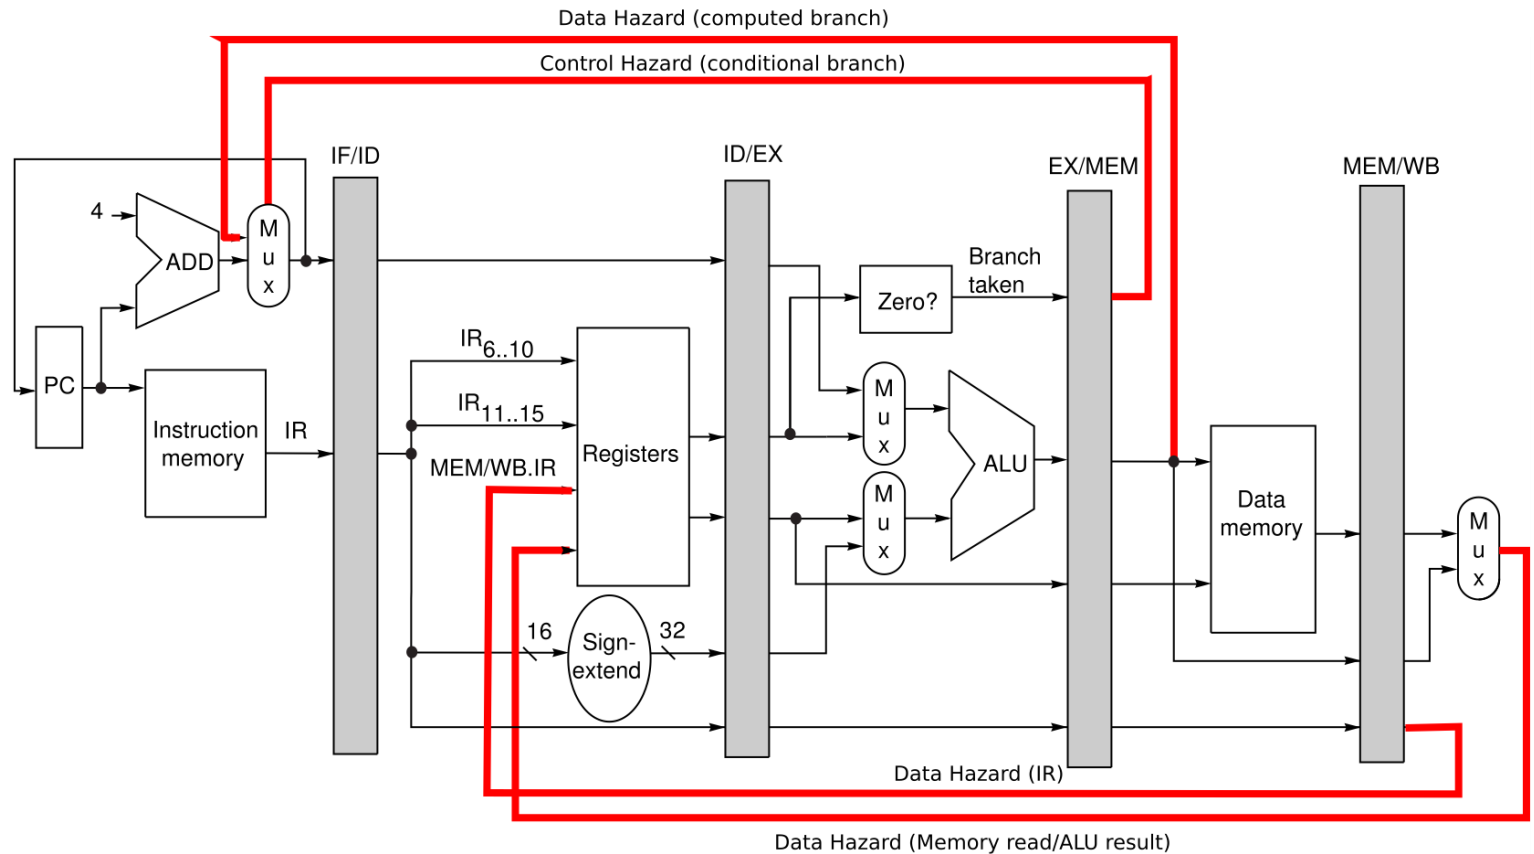 Data Hazard (computed branch)
Control Hazard (conditional branch)
IF/ID
ID/EX
EX/MEM
MEM/WB
4
ADD
M
u
x
Branch
taken
Zero?
IR6..10
PC
Instruction
memory
IR
IR11..15
MEM/WB.IR
Registers
M
u
x
ALU
M
u
x
Data
memory
M
u
x
16
Sign-
extend
32
Data Hazard (IR)
Data Hazard (Memory read/ALU result)